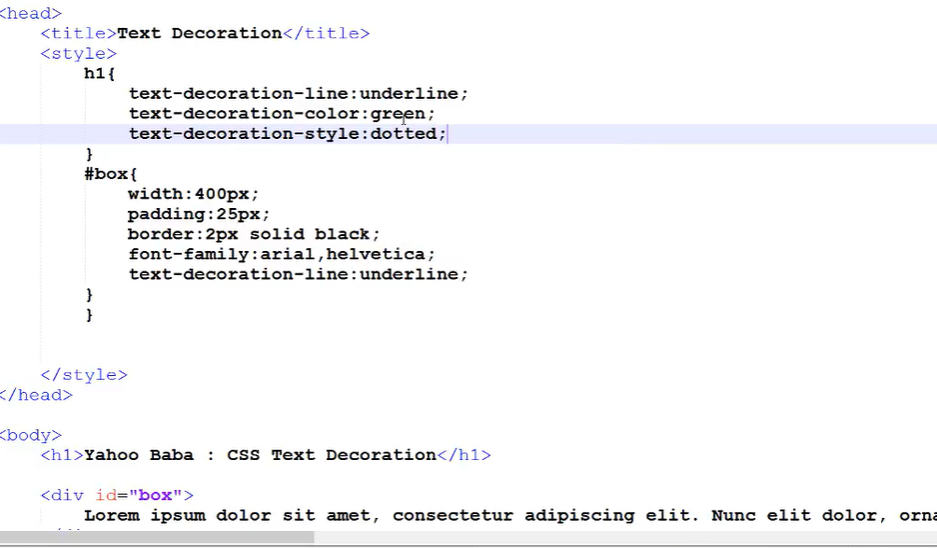 <head>
<title>Text Decoration</title>
<style>
h1{
text-decoration-line:underline;
text-decoration-color:green;
text-decoration-style:dotted;
}
#box{
width:400px;
padding:25px;
border:2px solid black;
font-family:arial,helvetica;
text-decoration-line:underline;
}
}
</style>
</head>
<body>
<h1>Yahoo Baba : CSS Text Decoration</h1>
<div id="box">
Lorem ipsum dolor sit amet, consectetur adipiscing elit. Nunc elit dolor, orna